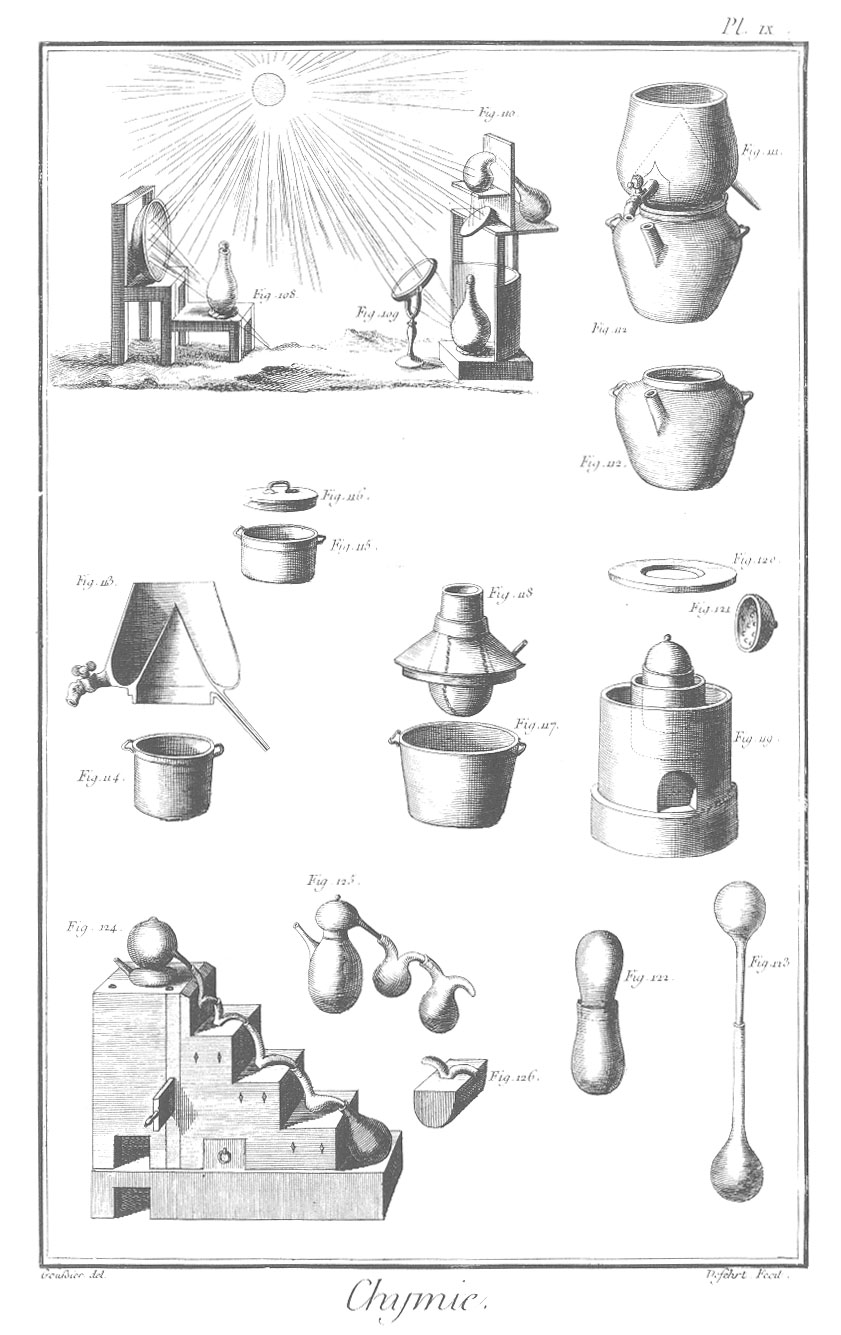 Pl. IX.
Fig. 110
Fig. 111.
Fig. 108.
Fig. 109
Fig. 112
Fig. 112.
Fig. 116.
Fig. 115.
Fig. 113.
Fig. 120.
Fig. 118
Fig. 121
Fig. 117.
Fig. 119.
Fig. 114.
Fig. 125.
Fig. 124.
Fig. 122.
Fig. 123
Fig. 126.
Goussier del.
Defehrt Fecit.
Chymie.